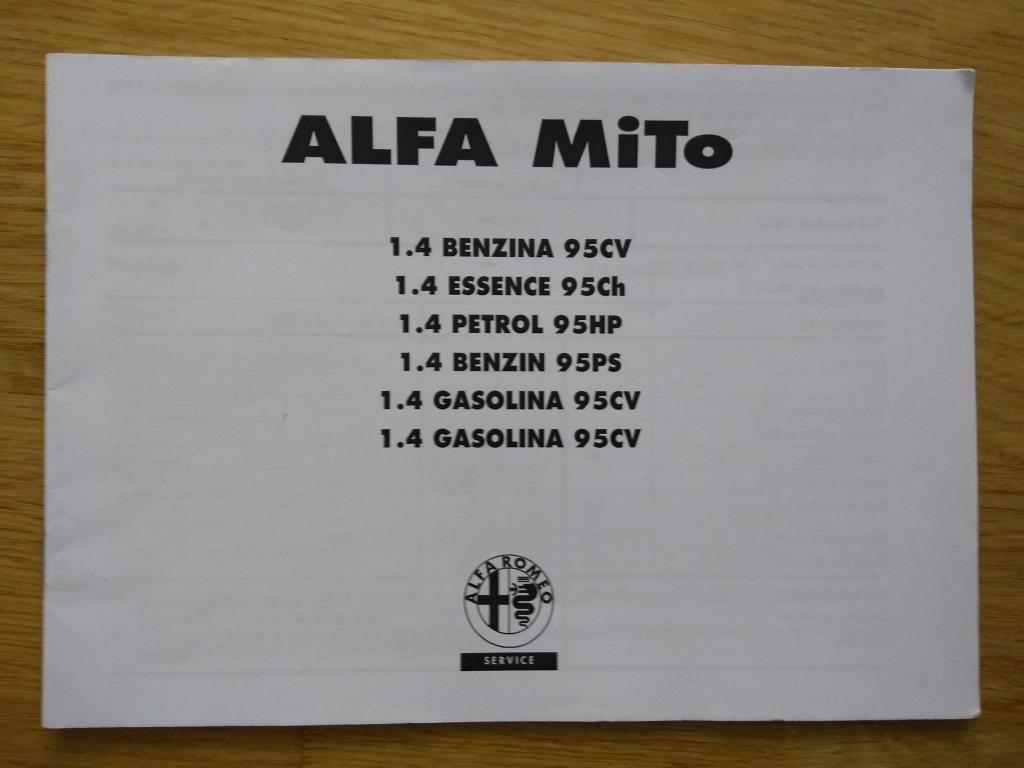 ALFA MiTo
1.4 BENZINA 95CV
1.4 ESSENCE 95Ch
1.4 PETROL 95HP
1.4 BENZIN 95PS
1.4 GASOLINA 95CV
1.4 GASOLINA 95CV
ALFA ROMEO
SERVICE